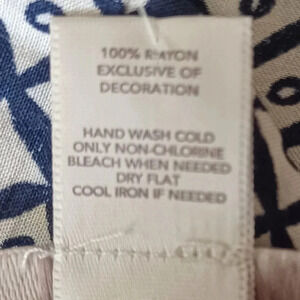 100% RAYON
EXCLUSIVE OF
DECORATION
HAND WASH COLD
ONLY NON-CHLORINE
BLEACH WHEN NEEDED
DRY FLAT
COOL IRON IF NEEDED